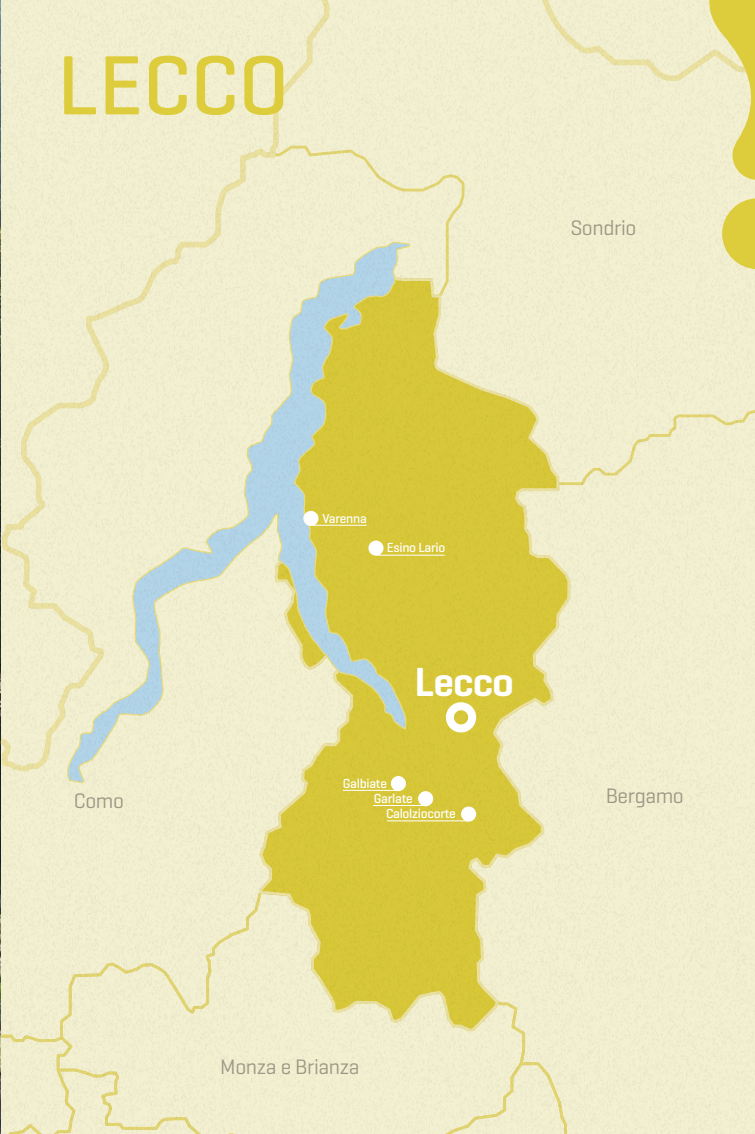 LECCO
Sondrio
Varenna
Esino Lario
Lecco
Galbiate
Garlate
Calolziocorte
Como
Bergamo
Monza e Brianza